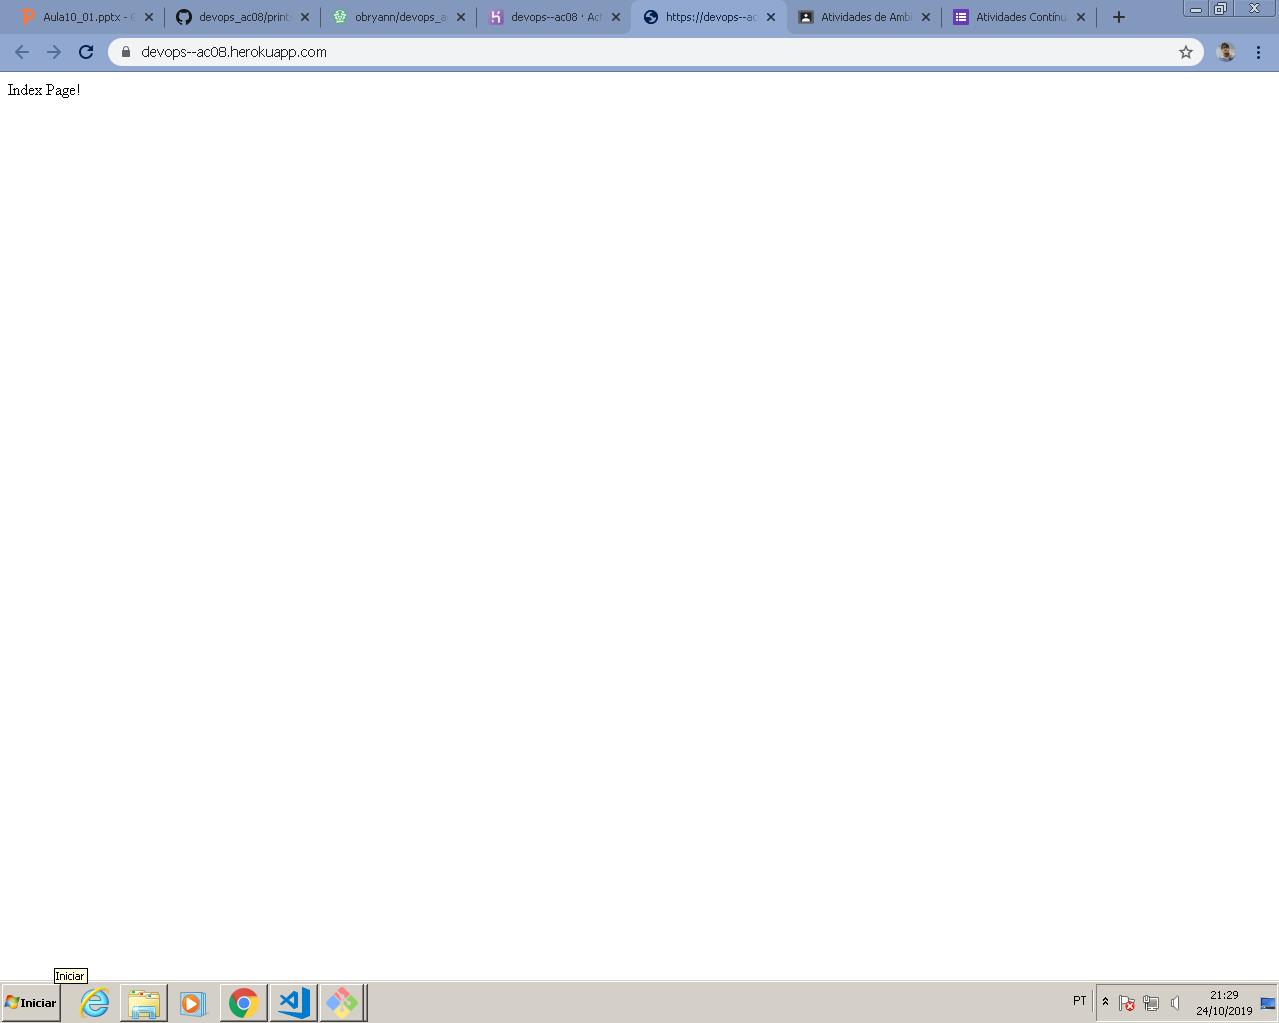 Aula10_01.pptx - G
devops_ac08/print
obryann/devops_a
devops--ac08 · Ac
https://devops--ac
Atividades de Ambi
Atividades Contínu
devops--ac08.herokuapp.com
Index Page!
Iniciar
Iniciar
PT
21:29
24/10/2019